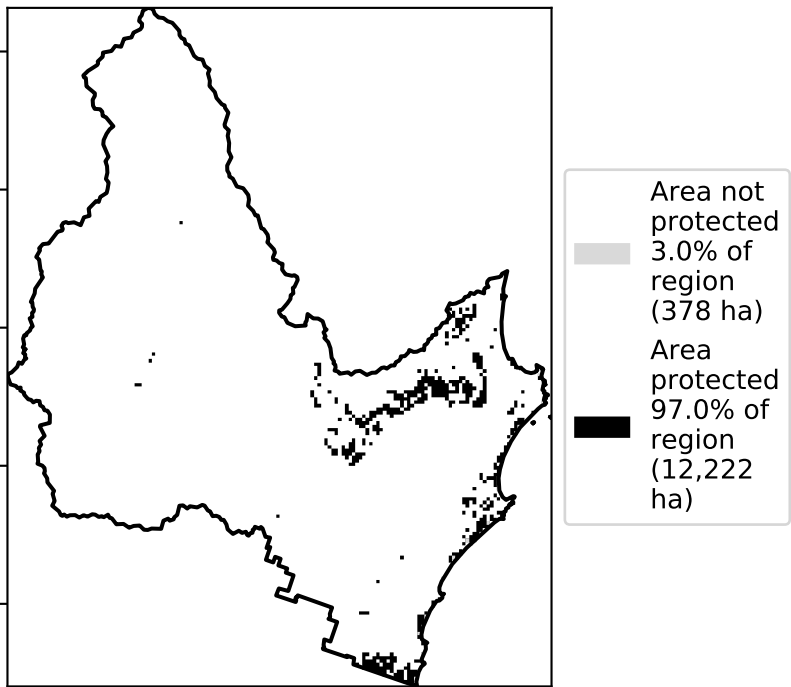 Area not
protected
3.0% of
region
(378 ha)
Area
protected
97.0% of
region
(12,222
ha)